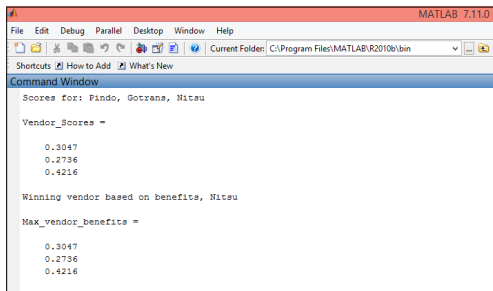 MATLAB 7.11.0
File Edit Debug Parallel Desktop Window Help
Current Folder: C:\Program Files\MATLAB\R2010b\bin
Shortcuts How to Add What's New
Command Window
Scores for: Pindo, Gotrans, Nitsu
Vendor_Scores =
0.3047
0.2736
0.4216
Winning vendor based on benefits, Nitsu
Max_vendor_benefits =
0.3047
0.2736
0.4216